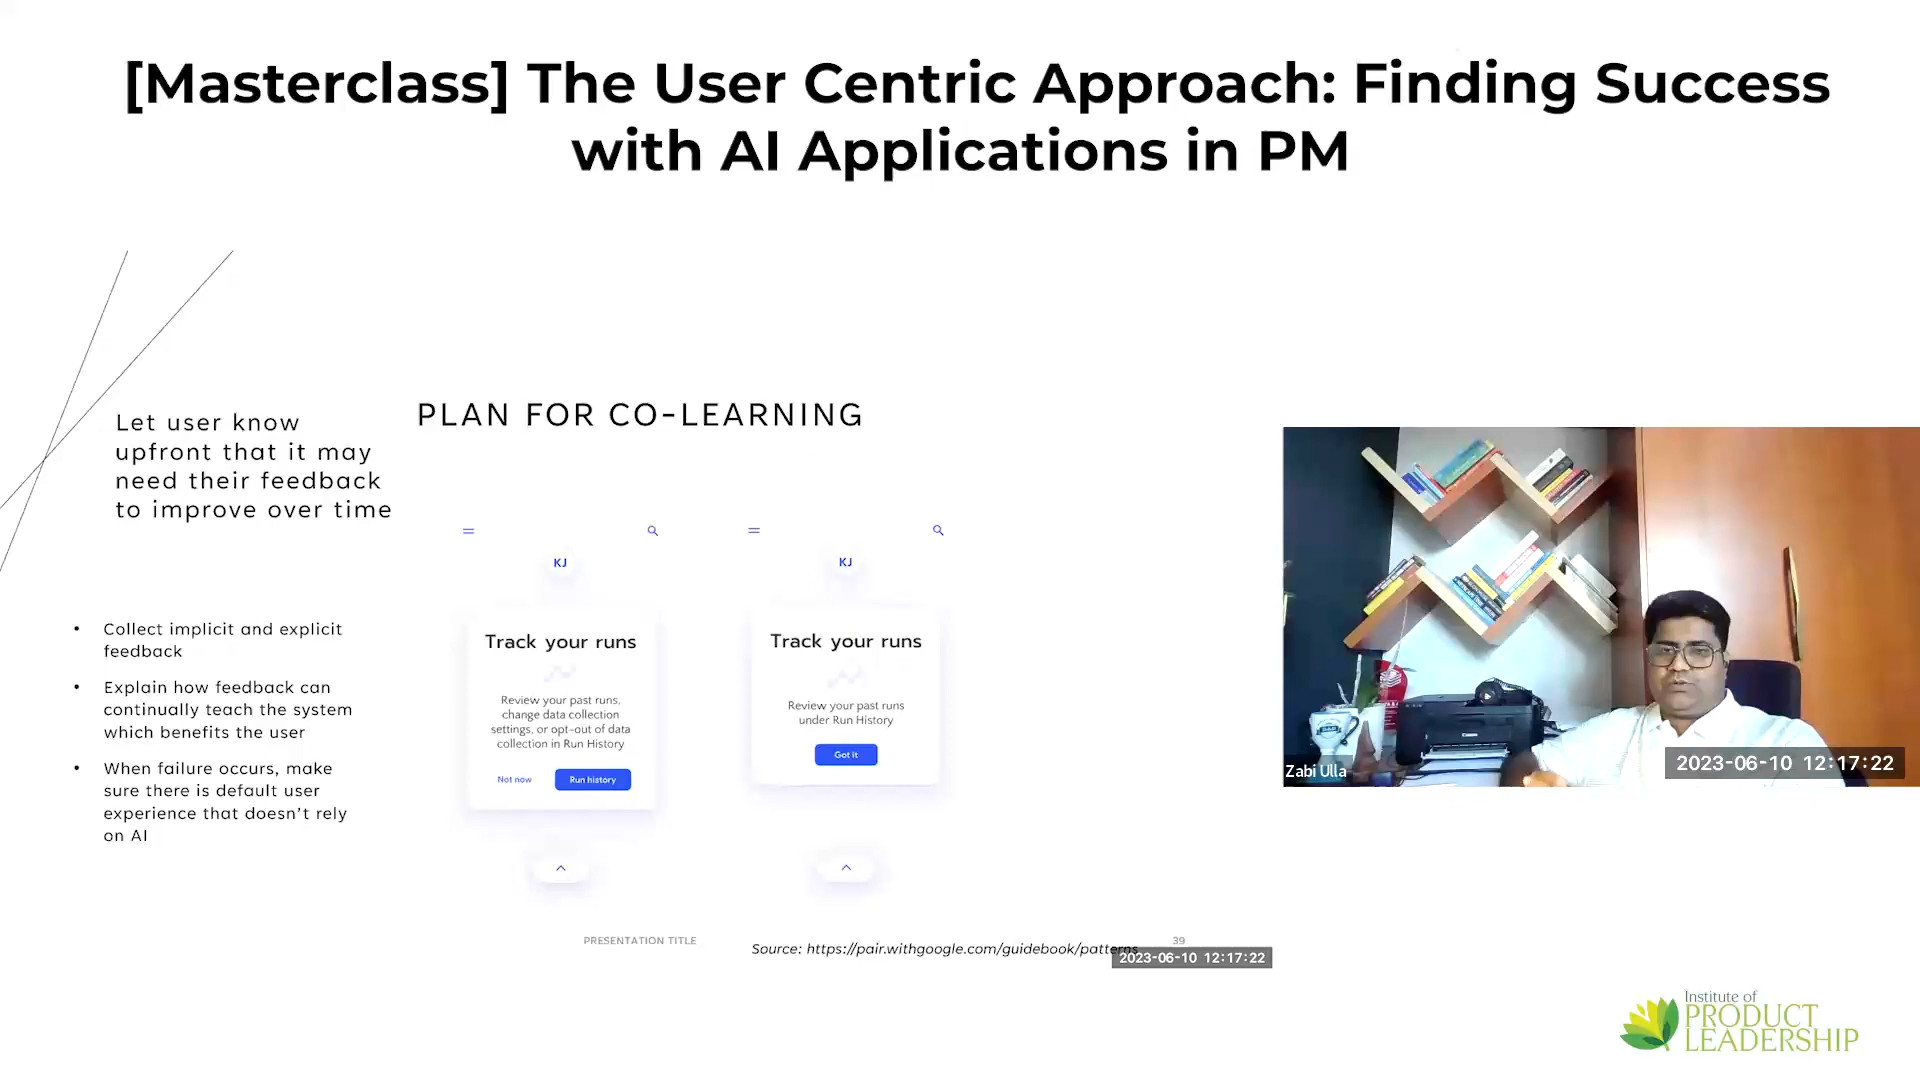 [Masterclass] The User Centric Approach: Finding Success
with AI Applications in PM
PLAN FOR CO-LEARNING
Let user know
upfront that it may
need their feedback
to improve over time
• Collect implicit and explicit
feedback
• Explain how feedback can
continually teach the system
which benefits the user
• When failure occurs, make
sure there is default user
experience that doesn't rely
on AI
KJ
Track your runs
Review your past runs,
change data collection
settings, or opt-out of data
collection in Run History
Not now
Run history
KJ
Track your runs
Review your past runs
under Run History
Got it
PRESENTATION TITLE
Source: https://pair.withgoogle.com/guidebook/patterns
39
2023-06-10 12:17:22
Zabi Ulla
2023-06-10 12:17:22
Canon
Institute of
PRODUCT
LEADERSHIP